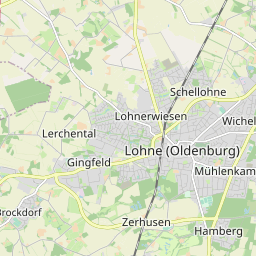 Schellohne
Lohnerwiesen
Wichel
Lerchental
Lohne (Oldenburg)
Gingfeld
Mühlenkam
Brockdorf
Zerhusen
Hamberg